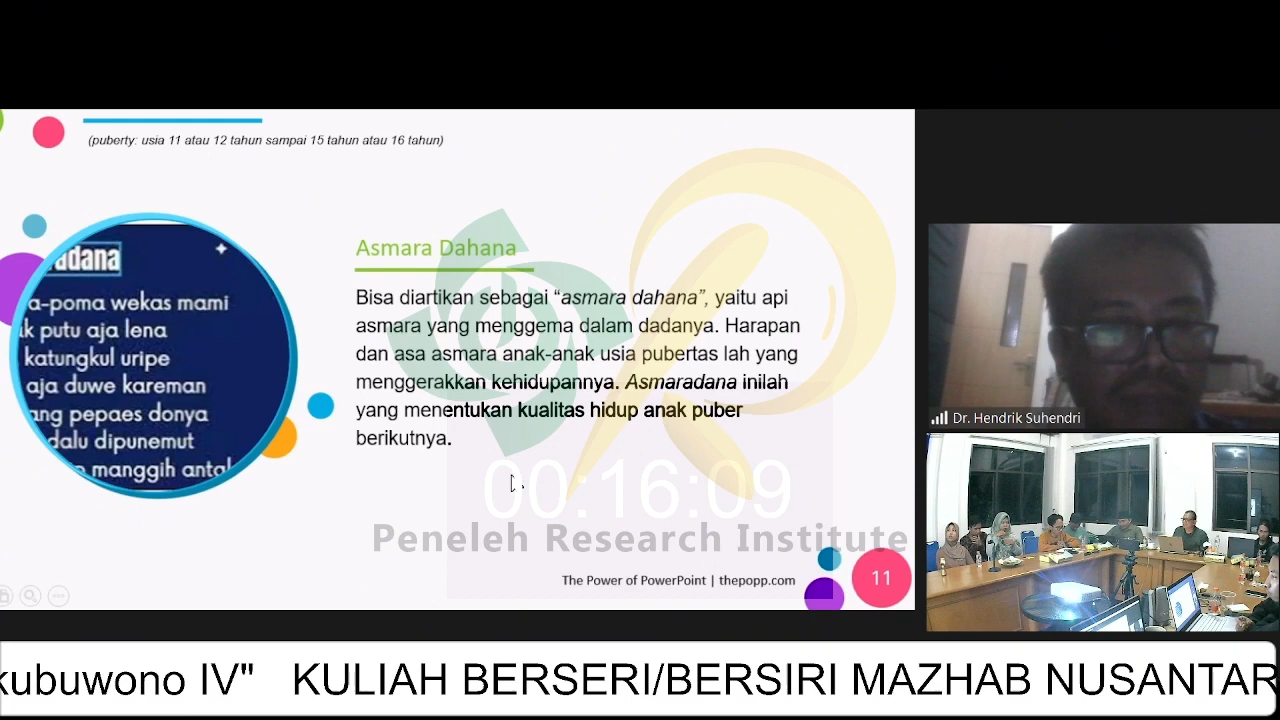 (puberty: usia 11 atau 12 tahun sampai 15 tahun atau 16 tahun)
adana
a-poma wekas mami
k putu aja lena
katungkul uripe
aja duwe kareman
ang pepaes donya
dalu dipunemut
manggih antal
Asmara Dahana
Bisa diartikan sebagai “asmara dahana”, yaitu api
asmara yang menggema dalam dadanya. Harapan
dan asa asmara anak-anak usia pubertas lah yang
menggerakkan kehidupannya. Asmaradana inilah
yang menentukan kualitas hidup anak puber
berikutnya.
00:16:09
Peneleh Research Institute
The Power of PowerPoint | thepopp.com
11
Dr. Hendrik Suhendri
kubuwono IV" KULIAH BERSERI/BERSIRI MAZHAB NUSANTAR